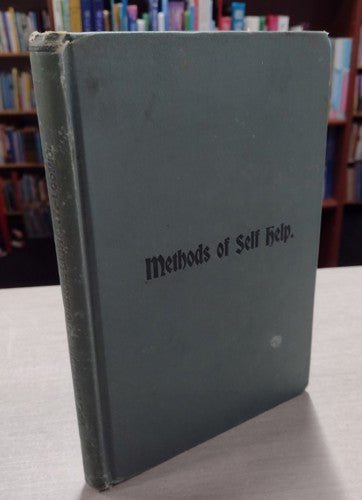 Methods of Self Help.